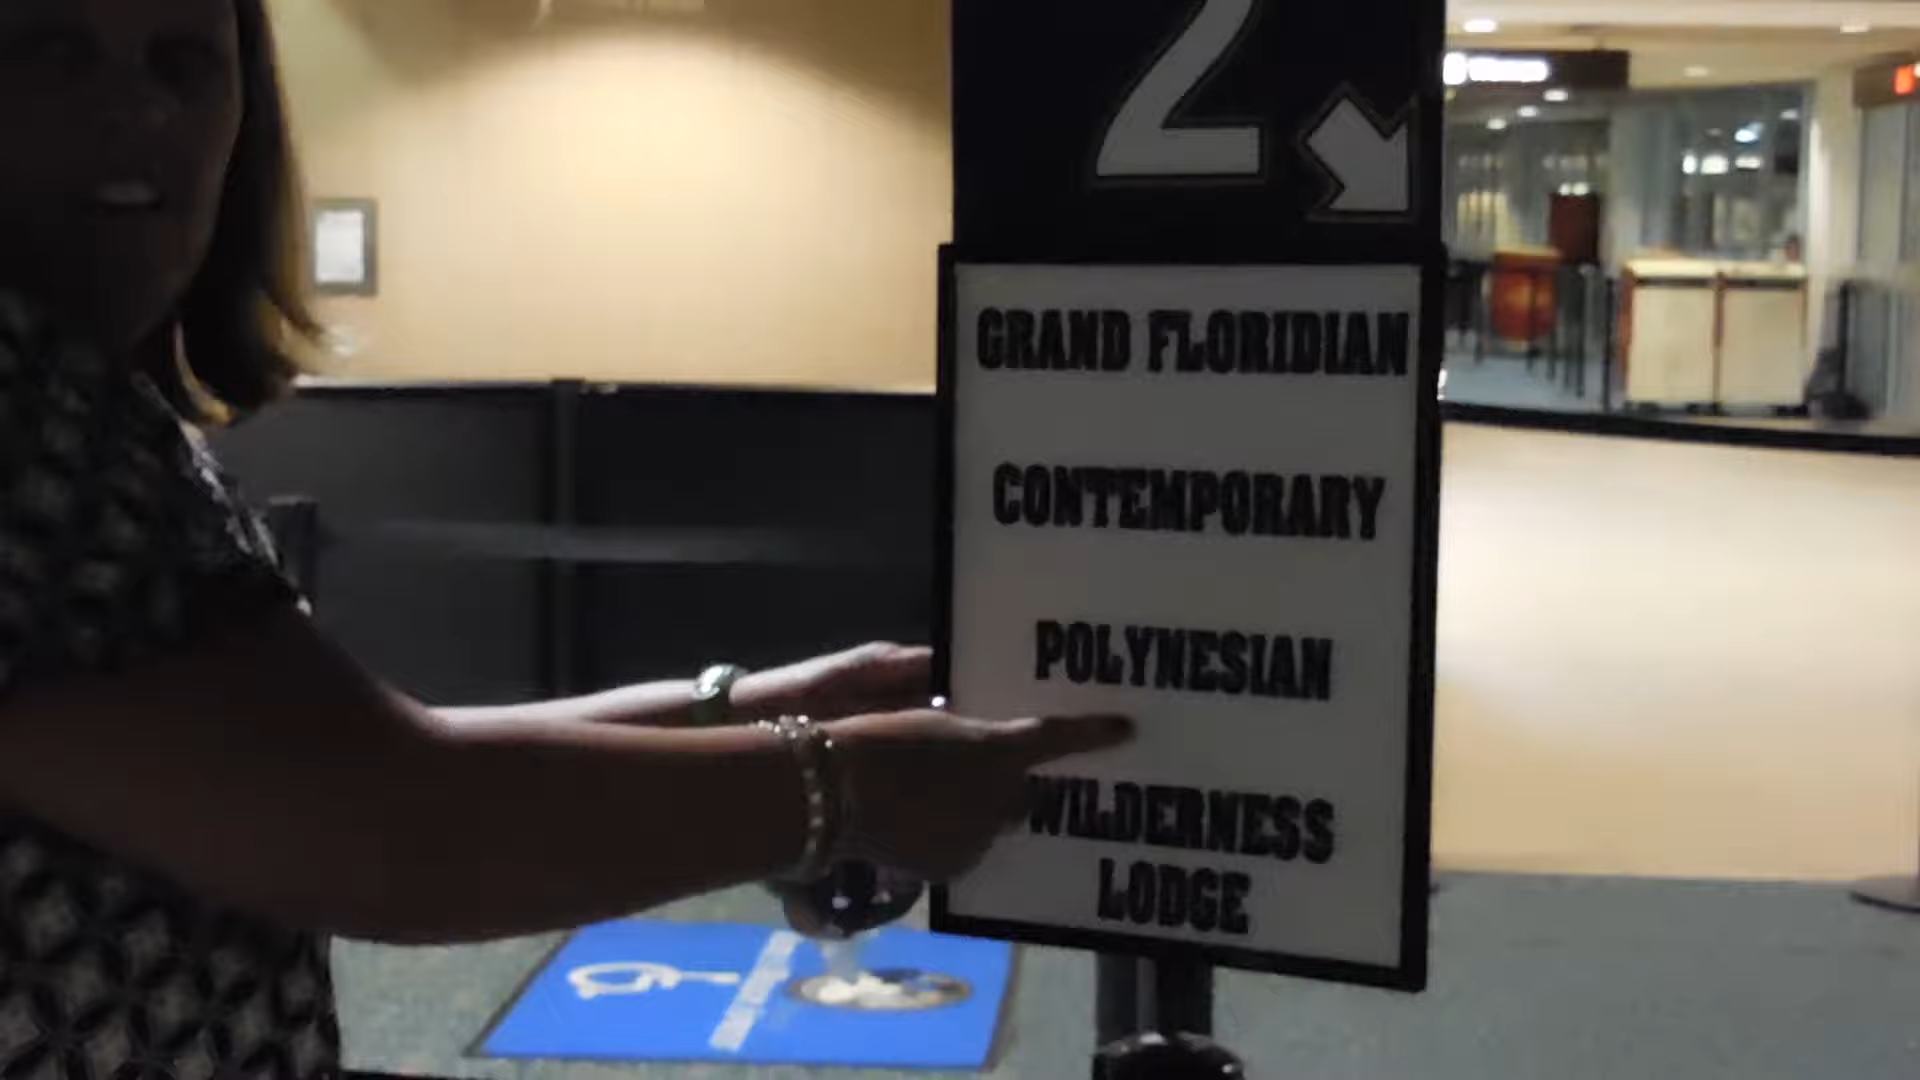 2
GRAND FLORIDIAN
CONTEMPORARY
POLYNESIAN
WILDERNESS
LODGE